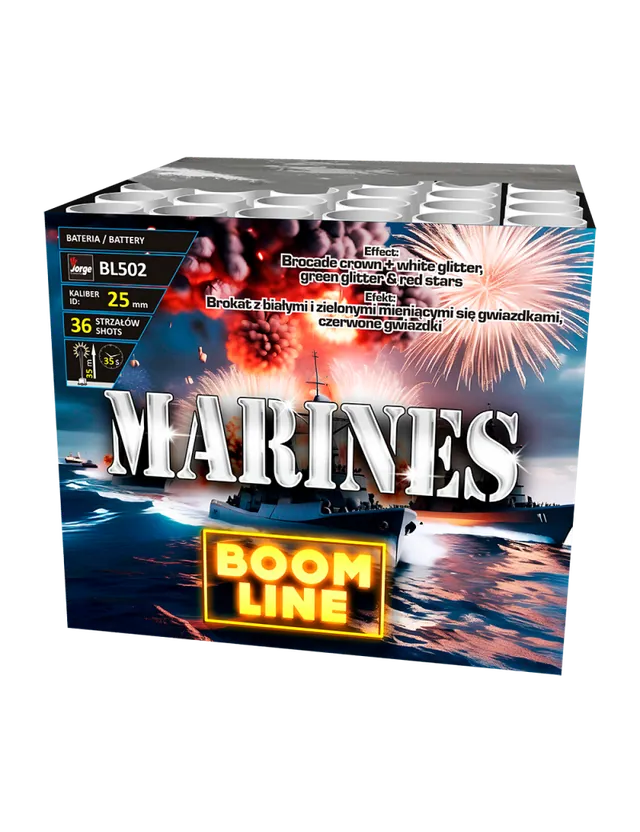 BATERIA / BATTERY
Jorge BL502
KALIBER
ID: 25 mm
36 STRZAŁÓW
SHOTS
35 m
35 s
Effect:
Brocade crown + white glitter,
green glitter & red stars
Efekt:
Brokat z białymi i zielonymi mieniącymi się gwiazdkami,
czerwone gwiazdki
MARINES
BOOM
LINE